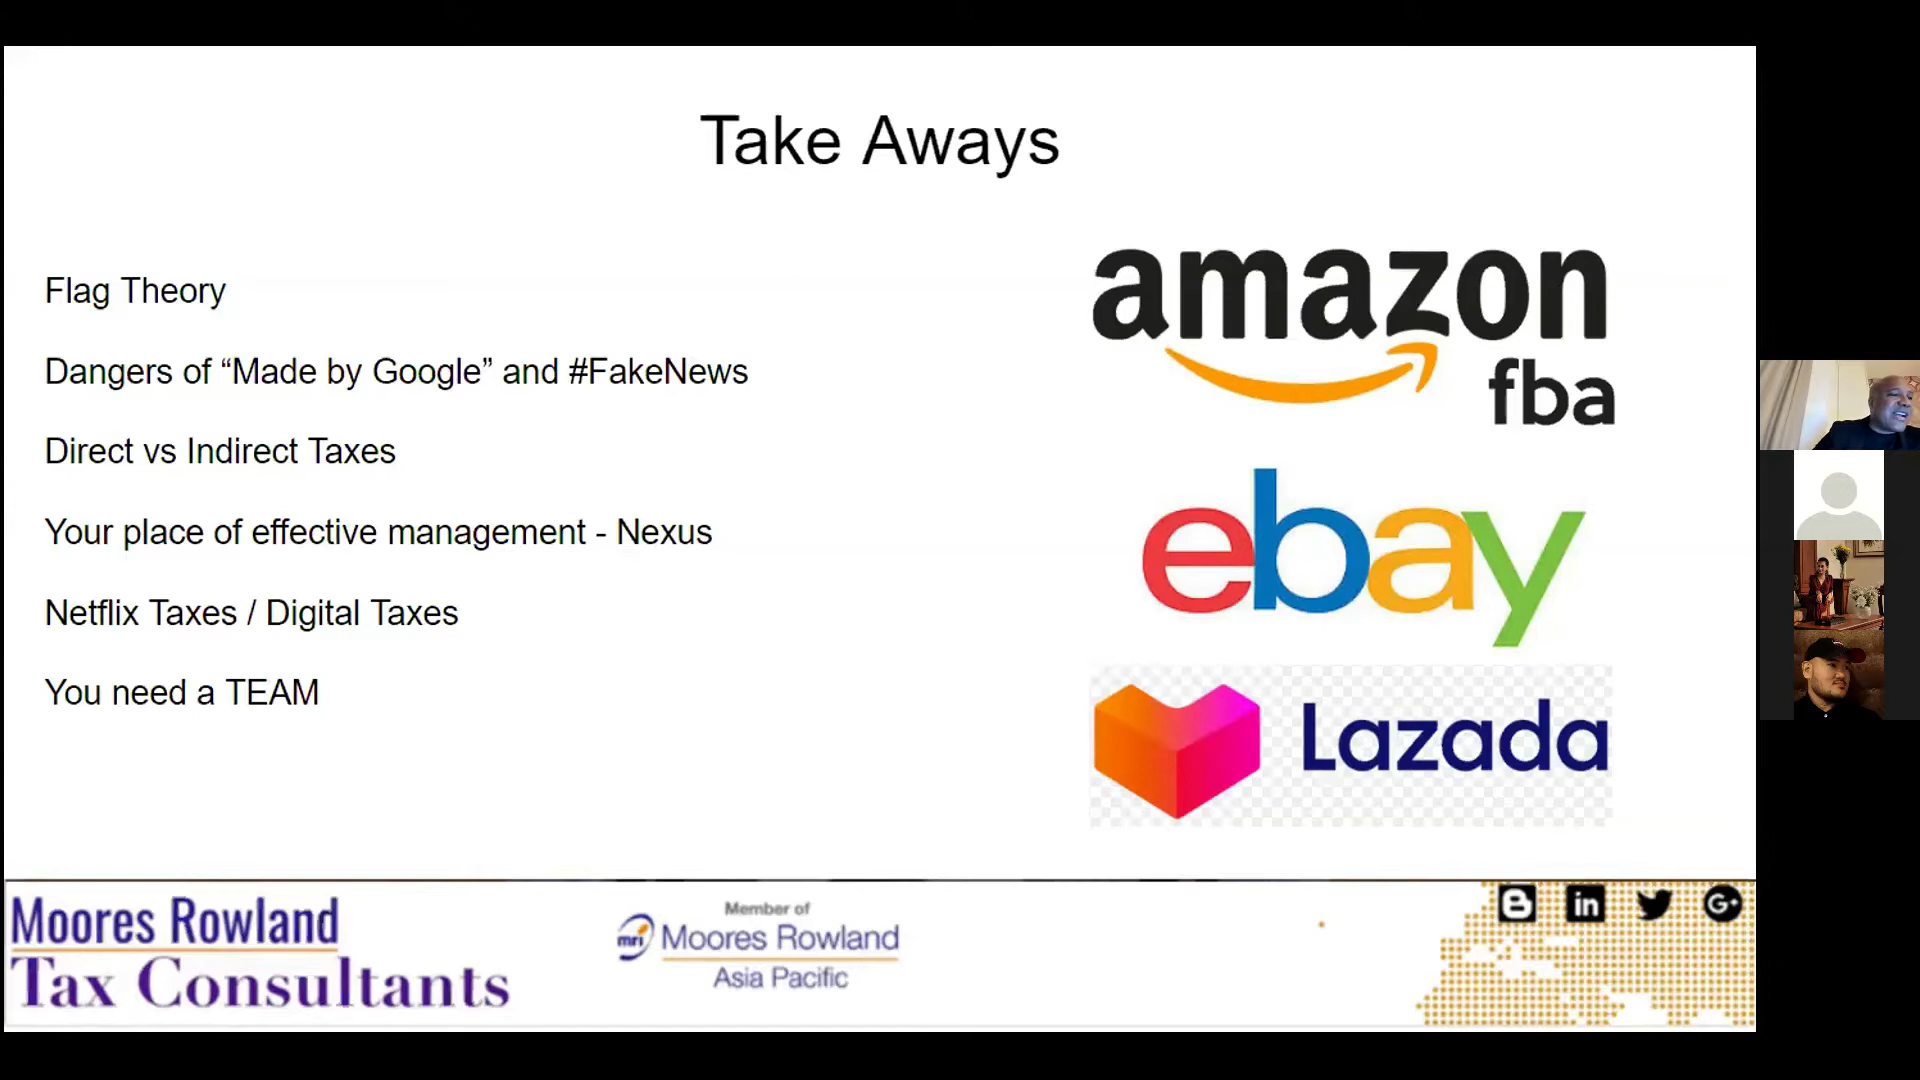 Take Aways
Flag Theory
Dangers of “Made by Google” and #FakeNews
Direct vs Indirect Taxes
Your place of effective management - Nexus
Netflix Taxes / Digital Taxes
You need a TEAM
amazon
fba
ebay
Lazada
Moores Rowland
Tax Consultants
Member of
mri Moores Rowland
Asia Pacific
in
G+